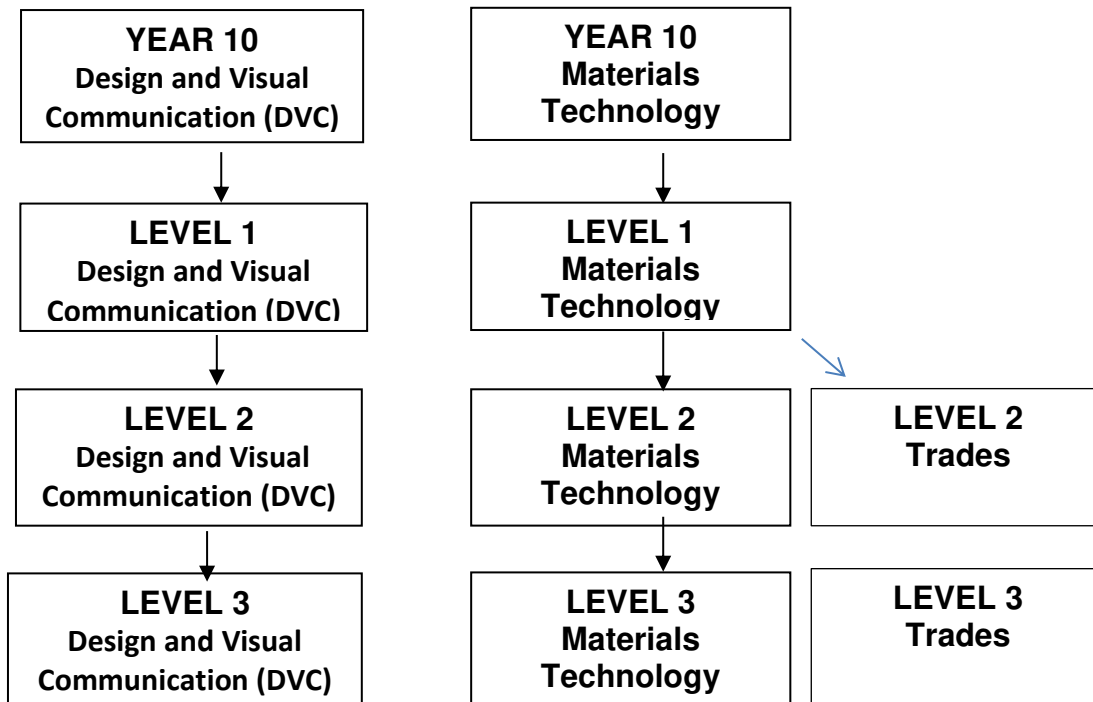 YEAR 10
Design and Visual
Communication (DVC)
LEVEL 1
Design and Visual
Communication (DVC)
LEVEL 2
Design and Visual
Communication (DVC)
LEVEL 3
Design and Visual
Communication (DVC)
YEAR 10
Materials
Technology
LEVEL 1
Materials
Technology
LEVEL 2
Materials
Technology
LEVEL 3
Materials
Technology
LEVEL 2
Trades
LEVEL 3
Trades